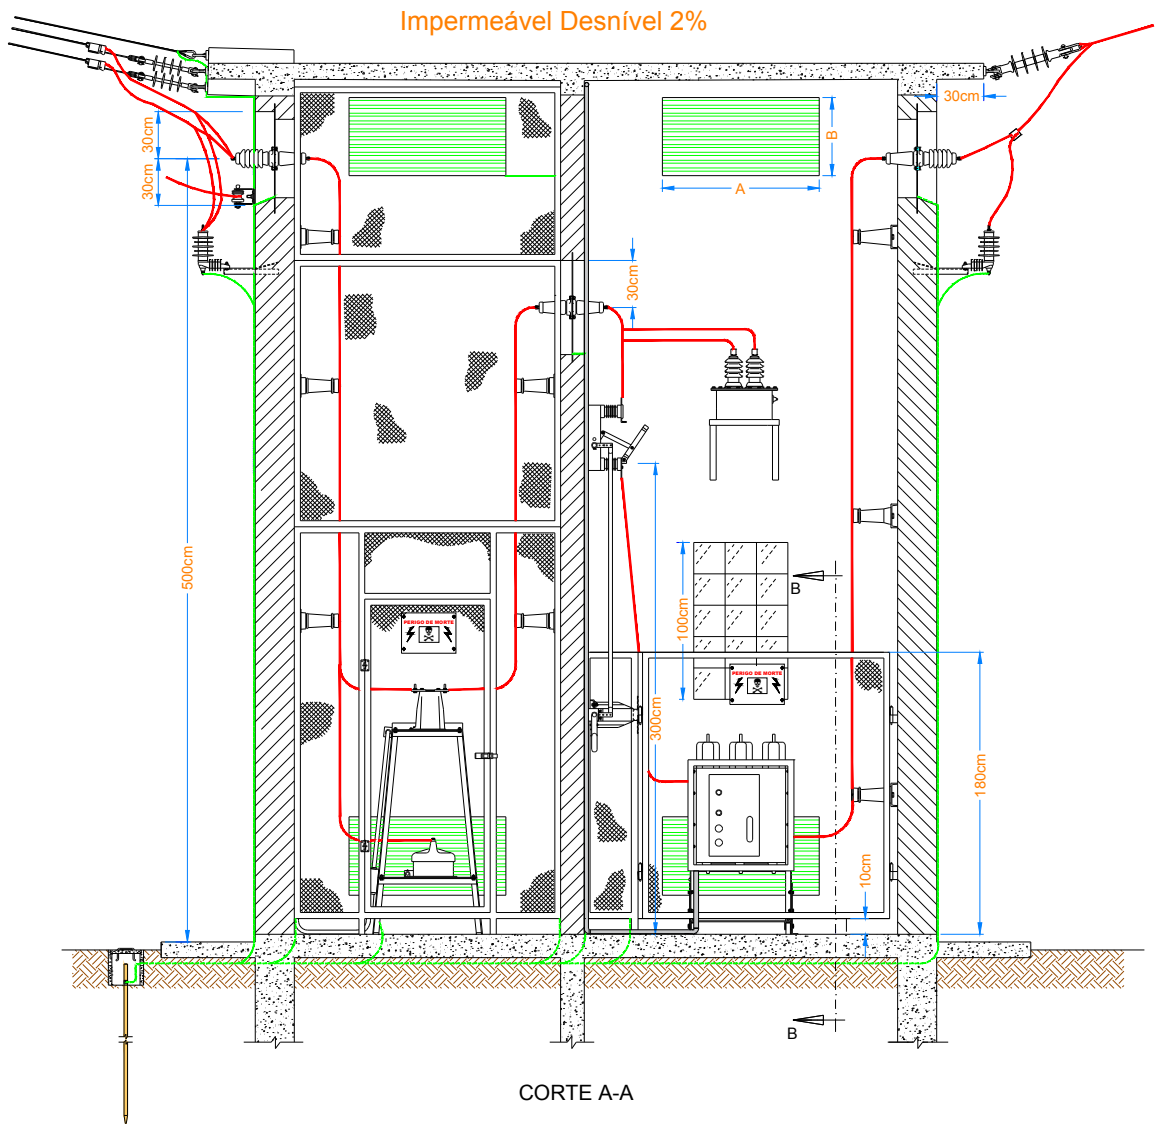 Impermeável Desnível 2%
30cm
30cm
30cm
B
A
30cm
500cm
B
100cm
PERIGO DE MORTE
PERIGO DE MORTE
300cm
180cm
10cm
B
CORTE A-A